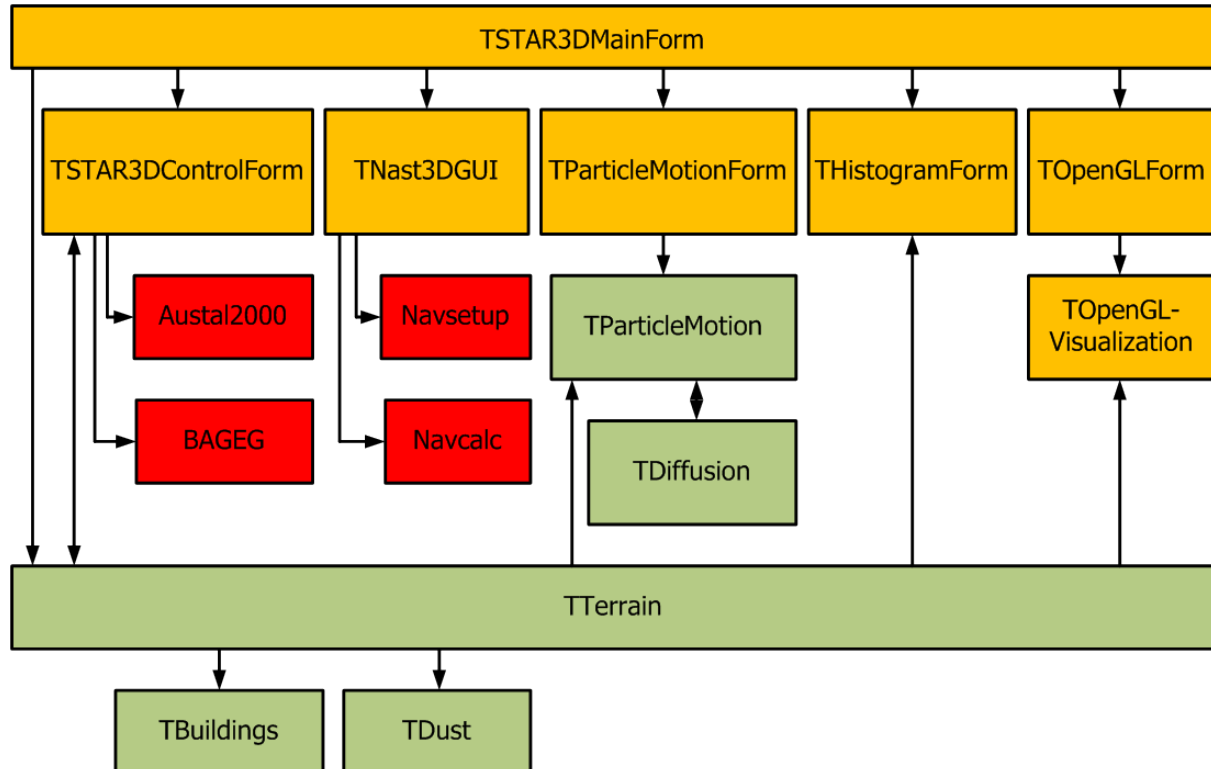 TSTAR3DMainForm
TSTAR3DControlForm
TNast3DGUI
TParticleMotionForm
THistogramForm
TOpenGLForm
Austal2000
Navsetup
TParticleMotion
TOpenGL-
Visualization
BAGEG
Navcalc
TDiffusion
TTerrain
TBuildings
TDust